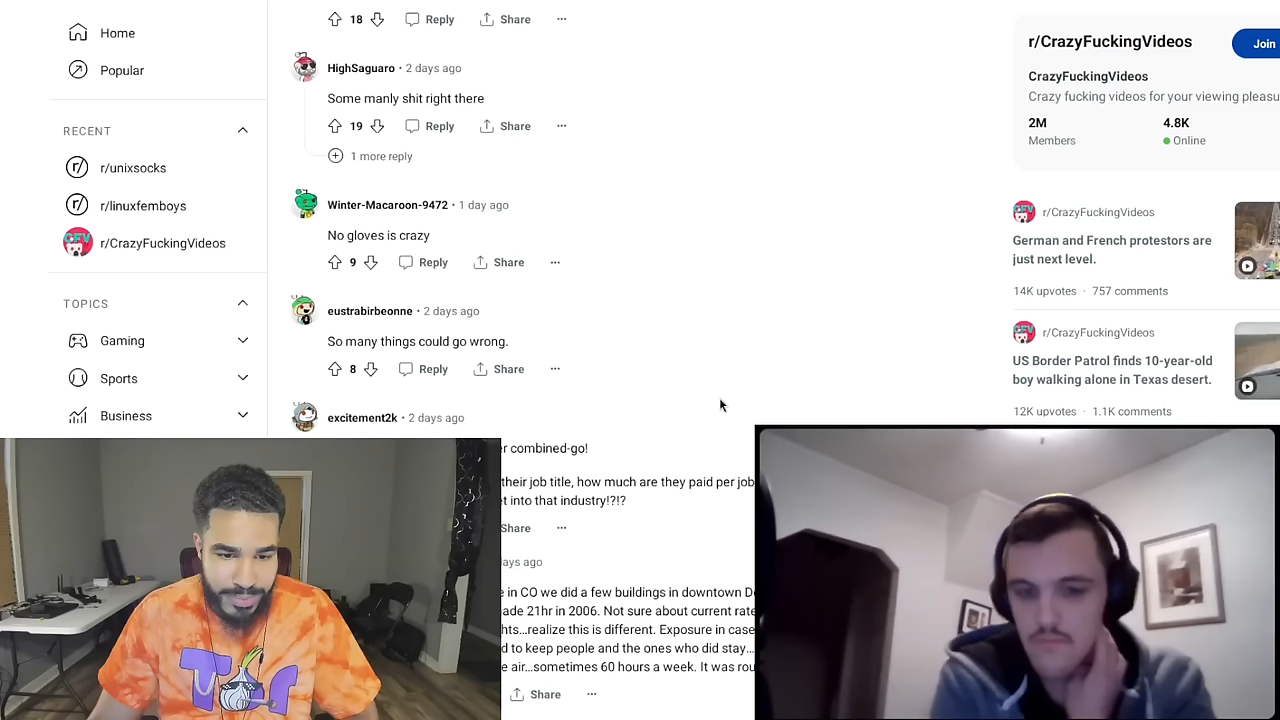 Home
Popular
RECENT
r/unixsocks
r/linuxfemboys
r/CrazyFuckingVideos
TOPICS
Gaming
Sports
Business
18 Reply Share
HighSaguaro • 2 days ago
Some manly shit right there
19 Reply Share
1 more reply
Winter-Macaroon-9472 • 1 day ago
No gloves is crazy
9 Reply Share
eustrabirbeonne • 2 days ago
So many things could go wrong.
8 Reply Share
excitement2k • 2 days ago
combined-go!
their job title, how much are they paid per job
into that industry!?!?
Share
ays ago
in CO we did a few buildings in downtown
21hr in 2006. Not sure about current
realize this is different. Exposure in case
to keep people and the ones who did stay...
air...sometimes 60 hours a week. It was
Share
r/CrazyFuckingVideos
Join
CrazyFuckingVideos
Crazy fucking videos for your viewing
2M 4.8K
Members Online
r/CrazyFuckingVideos
German and French protestors are
just next level.
14K upvotes · 757 comments
r/CrazyFuckingVideos
US Border Patrol finds 10-year-old
boy walking alone in Texas desert.
12K upvotes · 1.1K comments